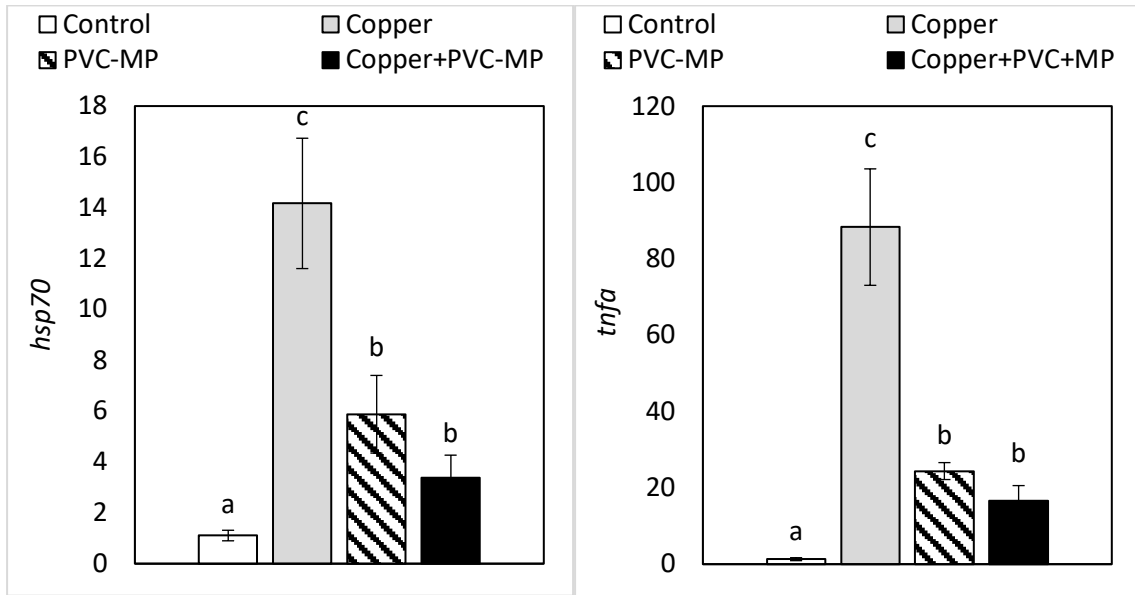 Control Copper
PVC-MP Copper+PVC-MP
hsp70
18
16
14
12
10
8
6
4
2
0
a
c
b
b
Control Copper
PVC-MP Copper+PVC+MP
tnfa
120
100
80
60
40
20
0
a
c
b
b